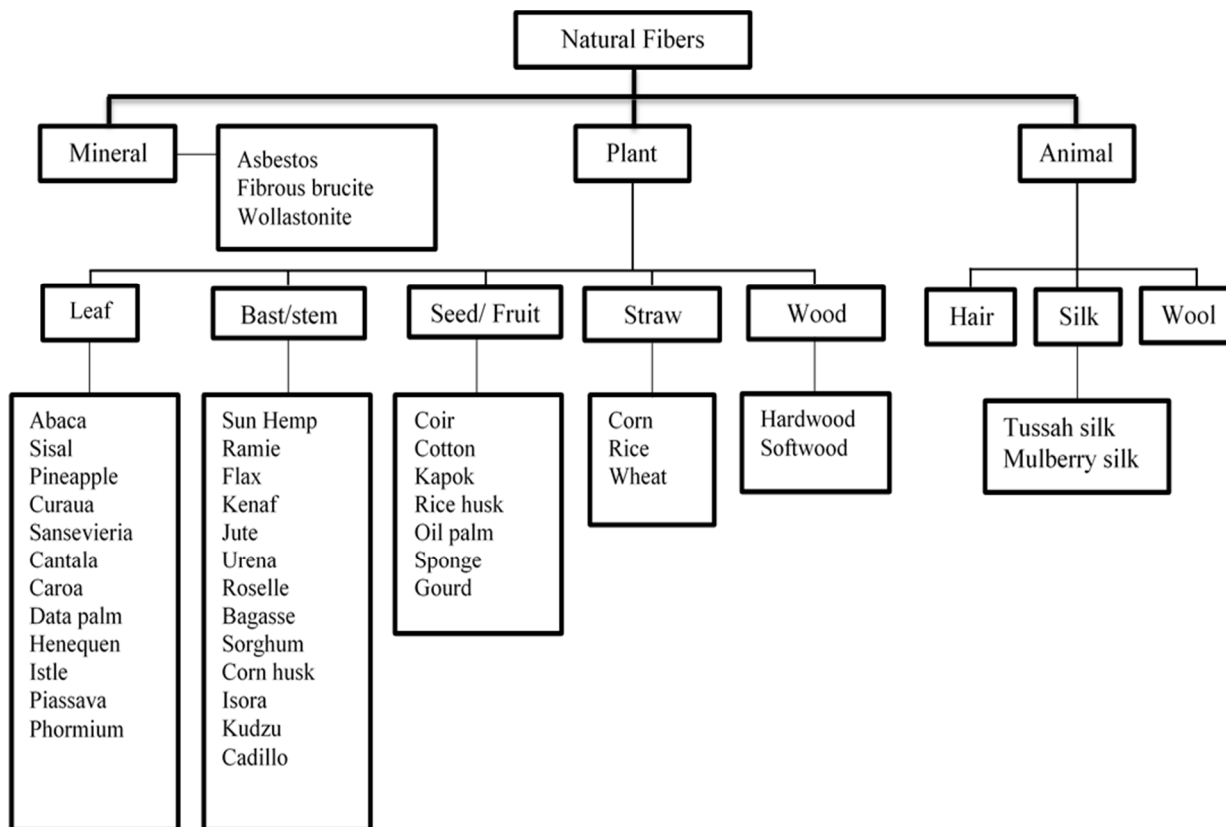 Natural Fibers
Mineral
Asbestos
Fibrous brucite
Wollastonite
Plant
Animal
Leaf
Bast/stem
Seed/ Fruit
Straw
Wood
Hair
Silk
Wool
Abaca
Sisal
Pineapple
Curaua
Sansevieria
Cantala
Caroa
Data palm
Henequen
Istle
Piassava
Phormium
Sun Hemp
Ramie
Flax
Kenaf
Jute
Urena
Roselle
Bagasse
Sorghum
Corn husk
Isora
Kudzu
Cadillo
Coir
Cotton
Kapok
Rice husk
Oil palm
Sponge
Gourd
Corn
Rice
Wheat
Hardwood
Softwood
Tussah silk
Mulberry silk